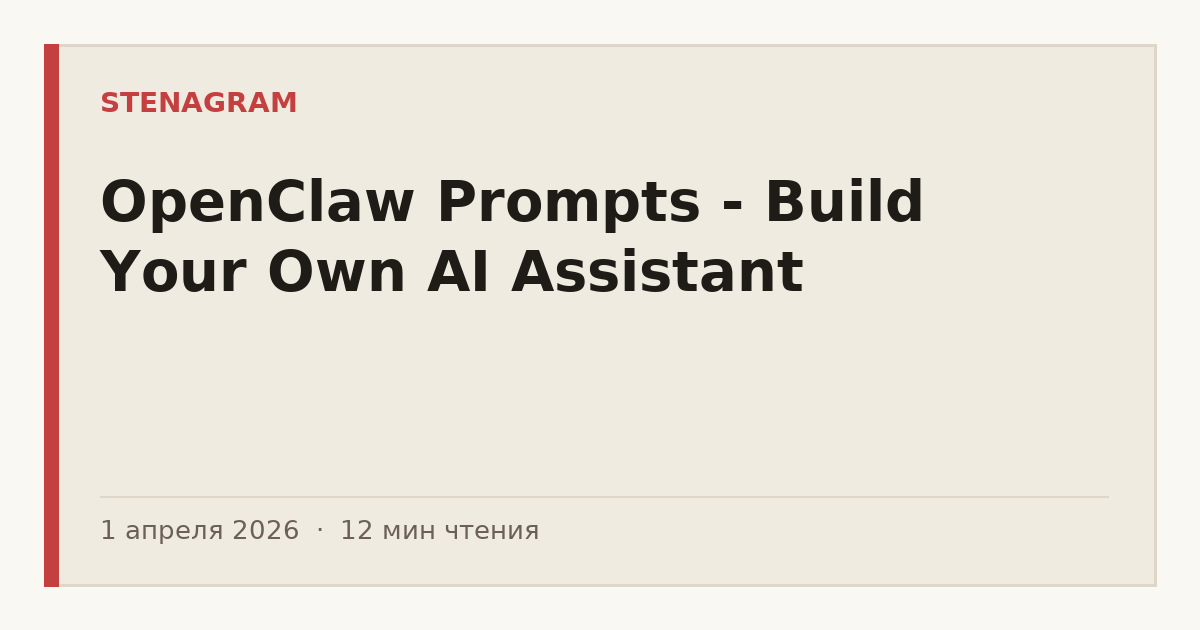 STENAGRAM
OpenClaw Prompts - Build
Your Own AI Assistant
1 апреля 2026 · 12 мин чтения